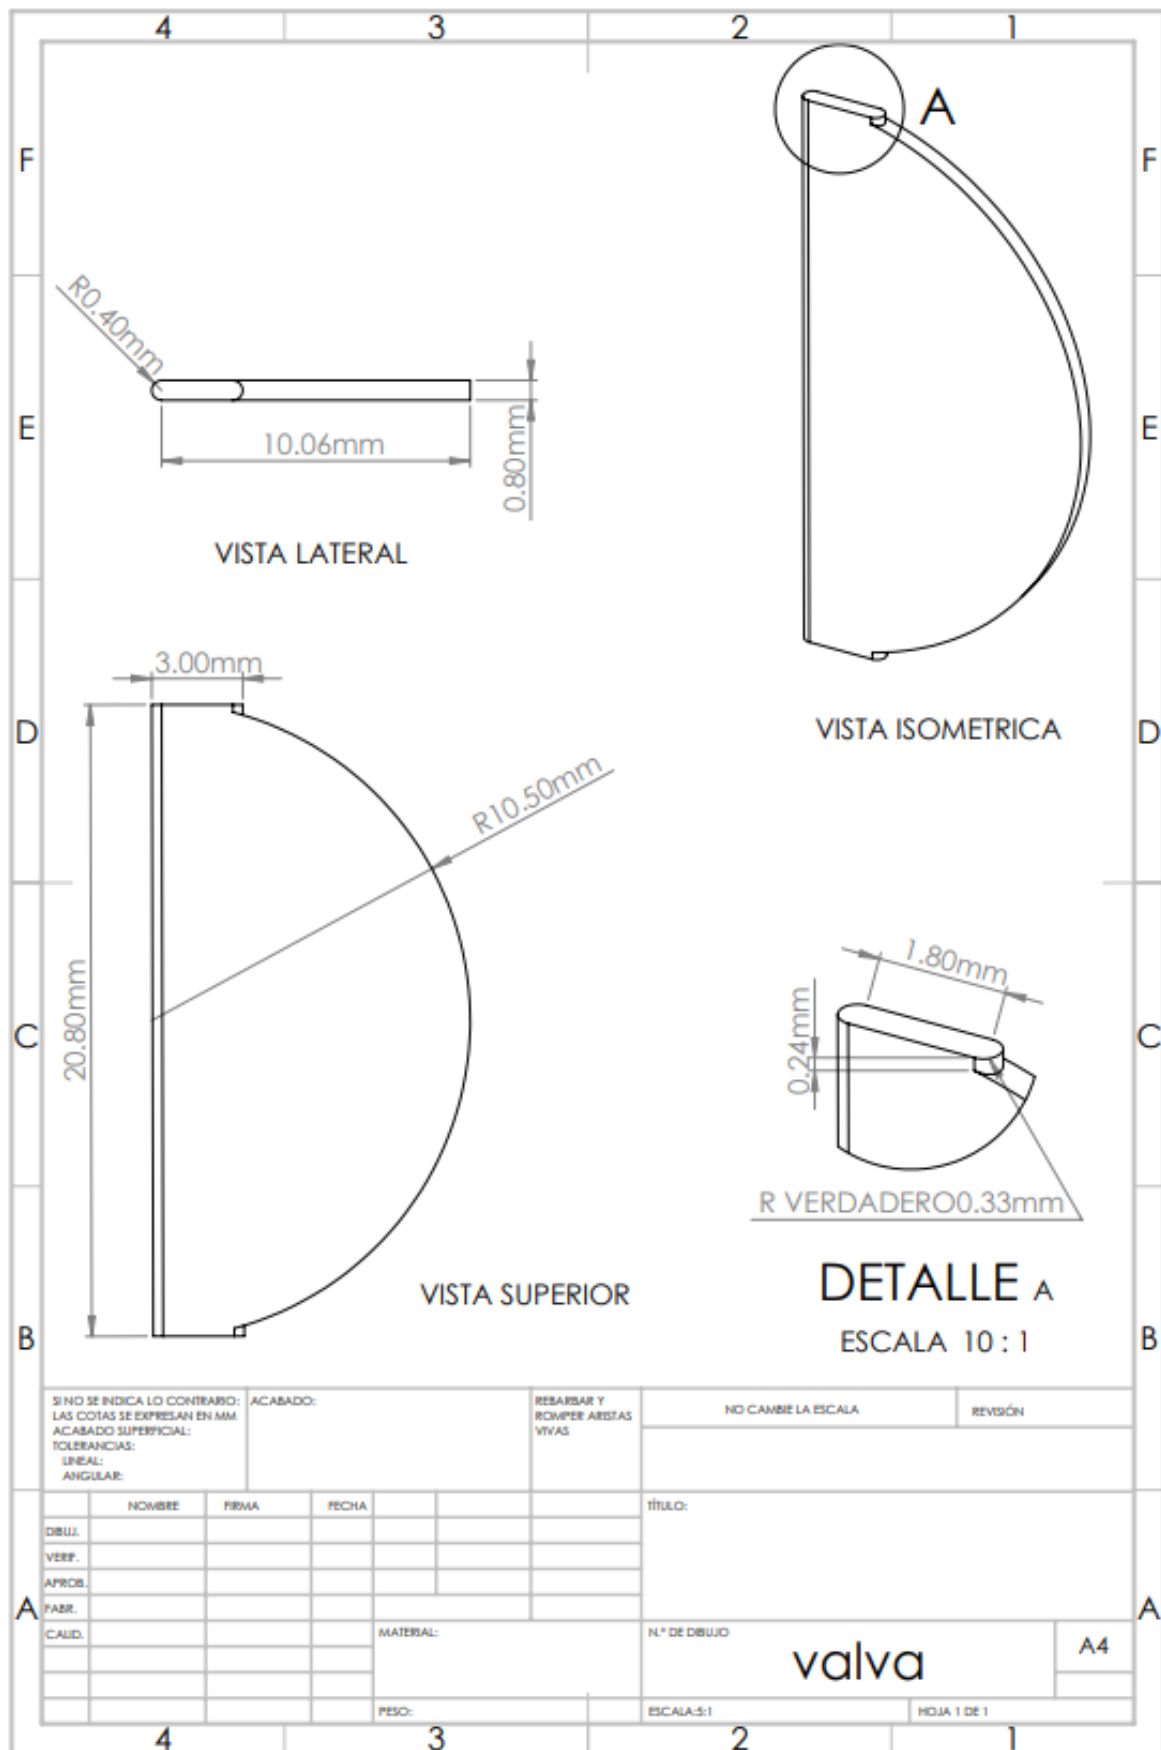 4 3 2 1
F F
A
R0.40mm
10.06mm
0.80mm
E E
VISTA LATERAL
3.00mm
D D
VISTA ISOMETRICA
R10.50mm
20.80mm
1.80mm
0.24mm
C C
R VERDADERO0.33mm
VISTA SUPERIOR
DETALLE A
ESCALA 10 : 1
B B
SI NO SE INDICA LO CONTRARIO:
LAS COTAS SE EXPRESAN EN MM
ACABADO SUPERFICIAL:
TOLERANCIAS:
LINEAL:
ANGULAR:
ACABADO:
REBARBAR Y
ROMPER ARISTAS
VIVAS
NO CAMBIE LA ESCALA
REVISIÓN
NOMBRE FIRMA FECHA
TÍTULO:
DIBUJ.
VERIF.
APROB.
FABR.
CALID.
A A
MATERIAL:
N.º DE DIBUJO
valva
A4
PESO:
ESCALA:5:1
HOJA 1 DE 1
4 3 2 1